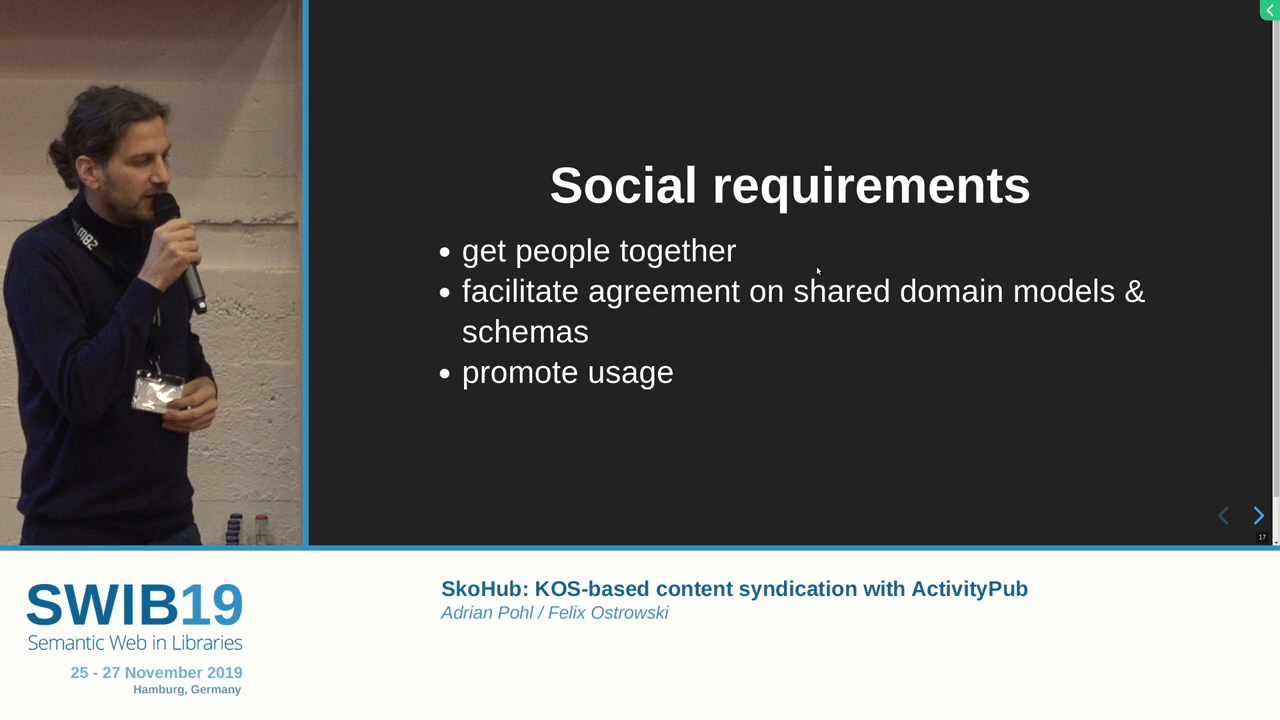 Social requirements
• get people together
• facilitate agreement on shared domain models &
schemas
• promote usage
17
SWIB19
Semantic Web in Libraries
25 - 27 November 2019
Hamburg, Germany
SkoHub: KOS-based content syndication with ActivityPub
Adrian Pohl / Felix Ostrowski